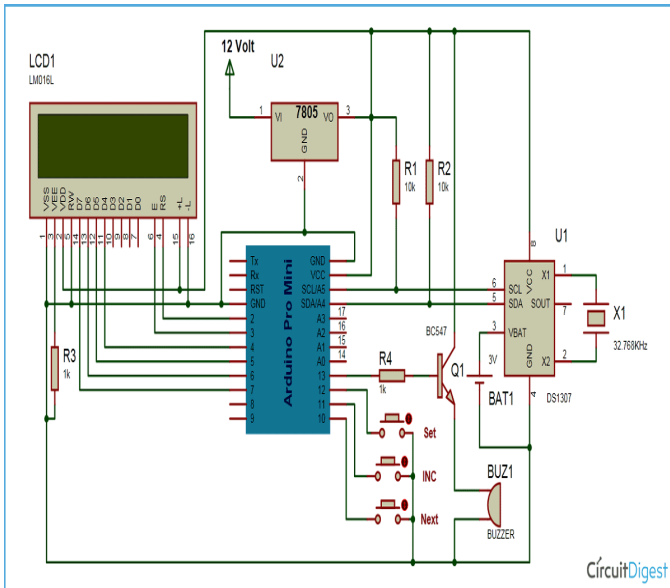 LCD1
LM016L
12 Volt
U2
1
VI
7805
VO
3
GND
2
R1
10k
R2
10k
VSS
VEE
VDD
RW
D7
D6
D5
D4
D3
D2
D1
D0
E
RS
+L
-L
1
3
2
5
14
13
12
11
10
9
8
7
6
4
15
16
U1
Arduino Pro Mini
Tx
Rx
RST
GND
2
3
4
5
6
7
8
9
GND
VCC
SCL/A5
SDA/A4
A3
A2
A1
A0
13
12
11
10
17
16
15
14
6
5
3
SCL
SDA
VBAT
VCC
GND
X1
SOUT
X2
8
1
7
2
4
DS1307
X1
32.768KHz
R3
1k
R4
1k
BC547
Q1
3V
BAT1
Set
INC
Next
BUZ1
BUZZER
CircuitDigest